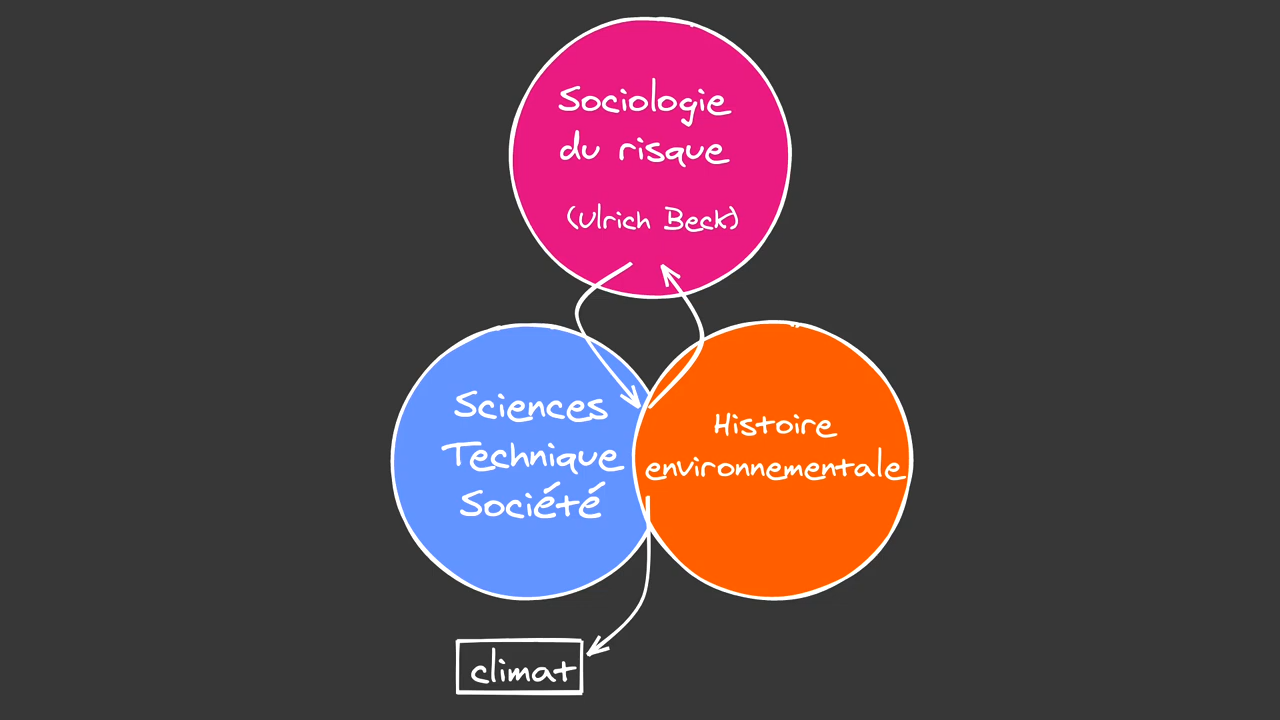 Sociologie
du risque
(Ulrich Beck)
Sciences
Technique
Société
Histoire
environnementale
climat